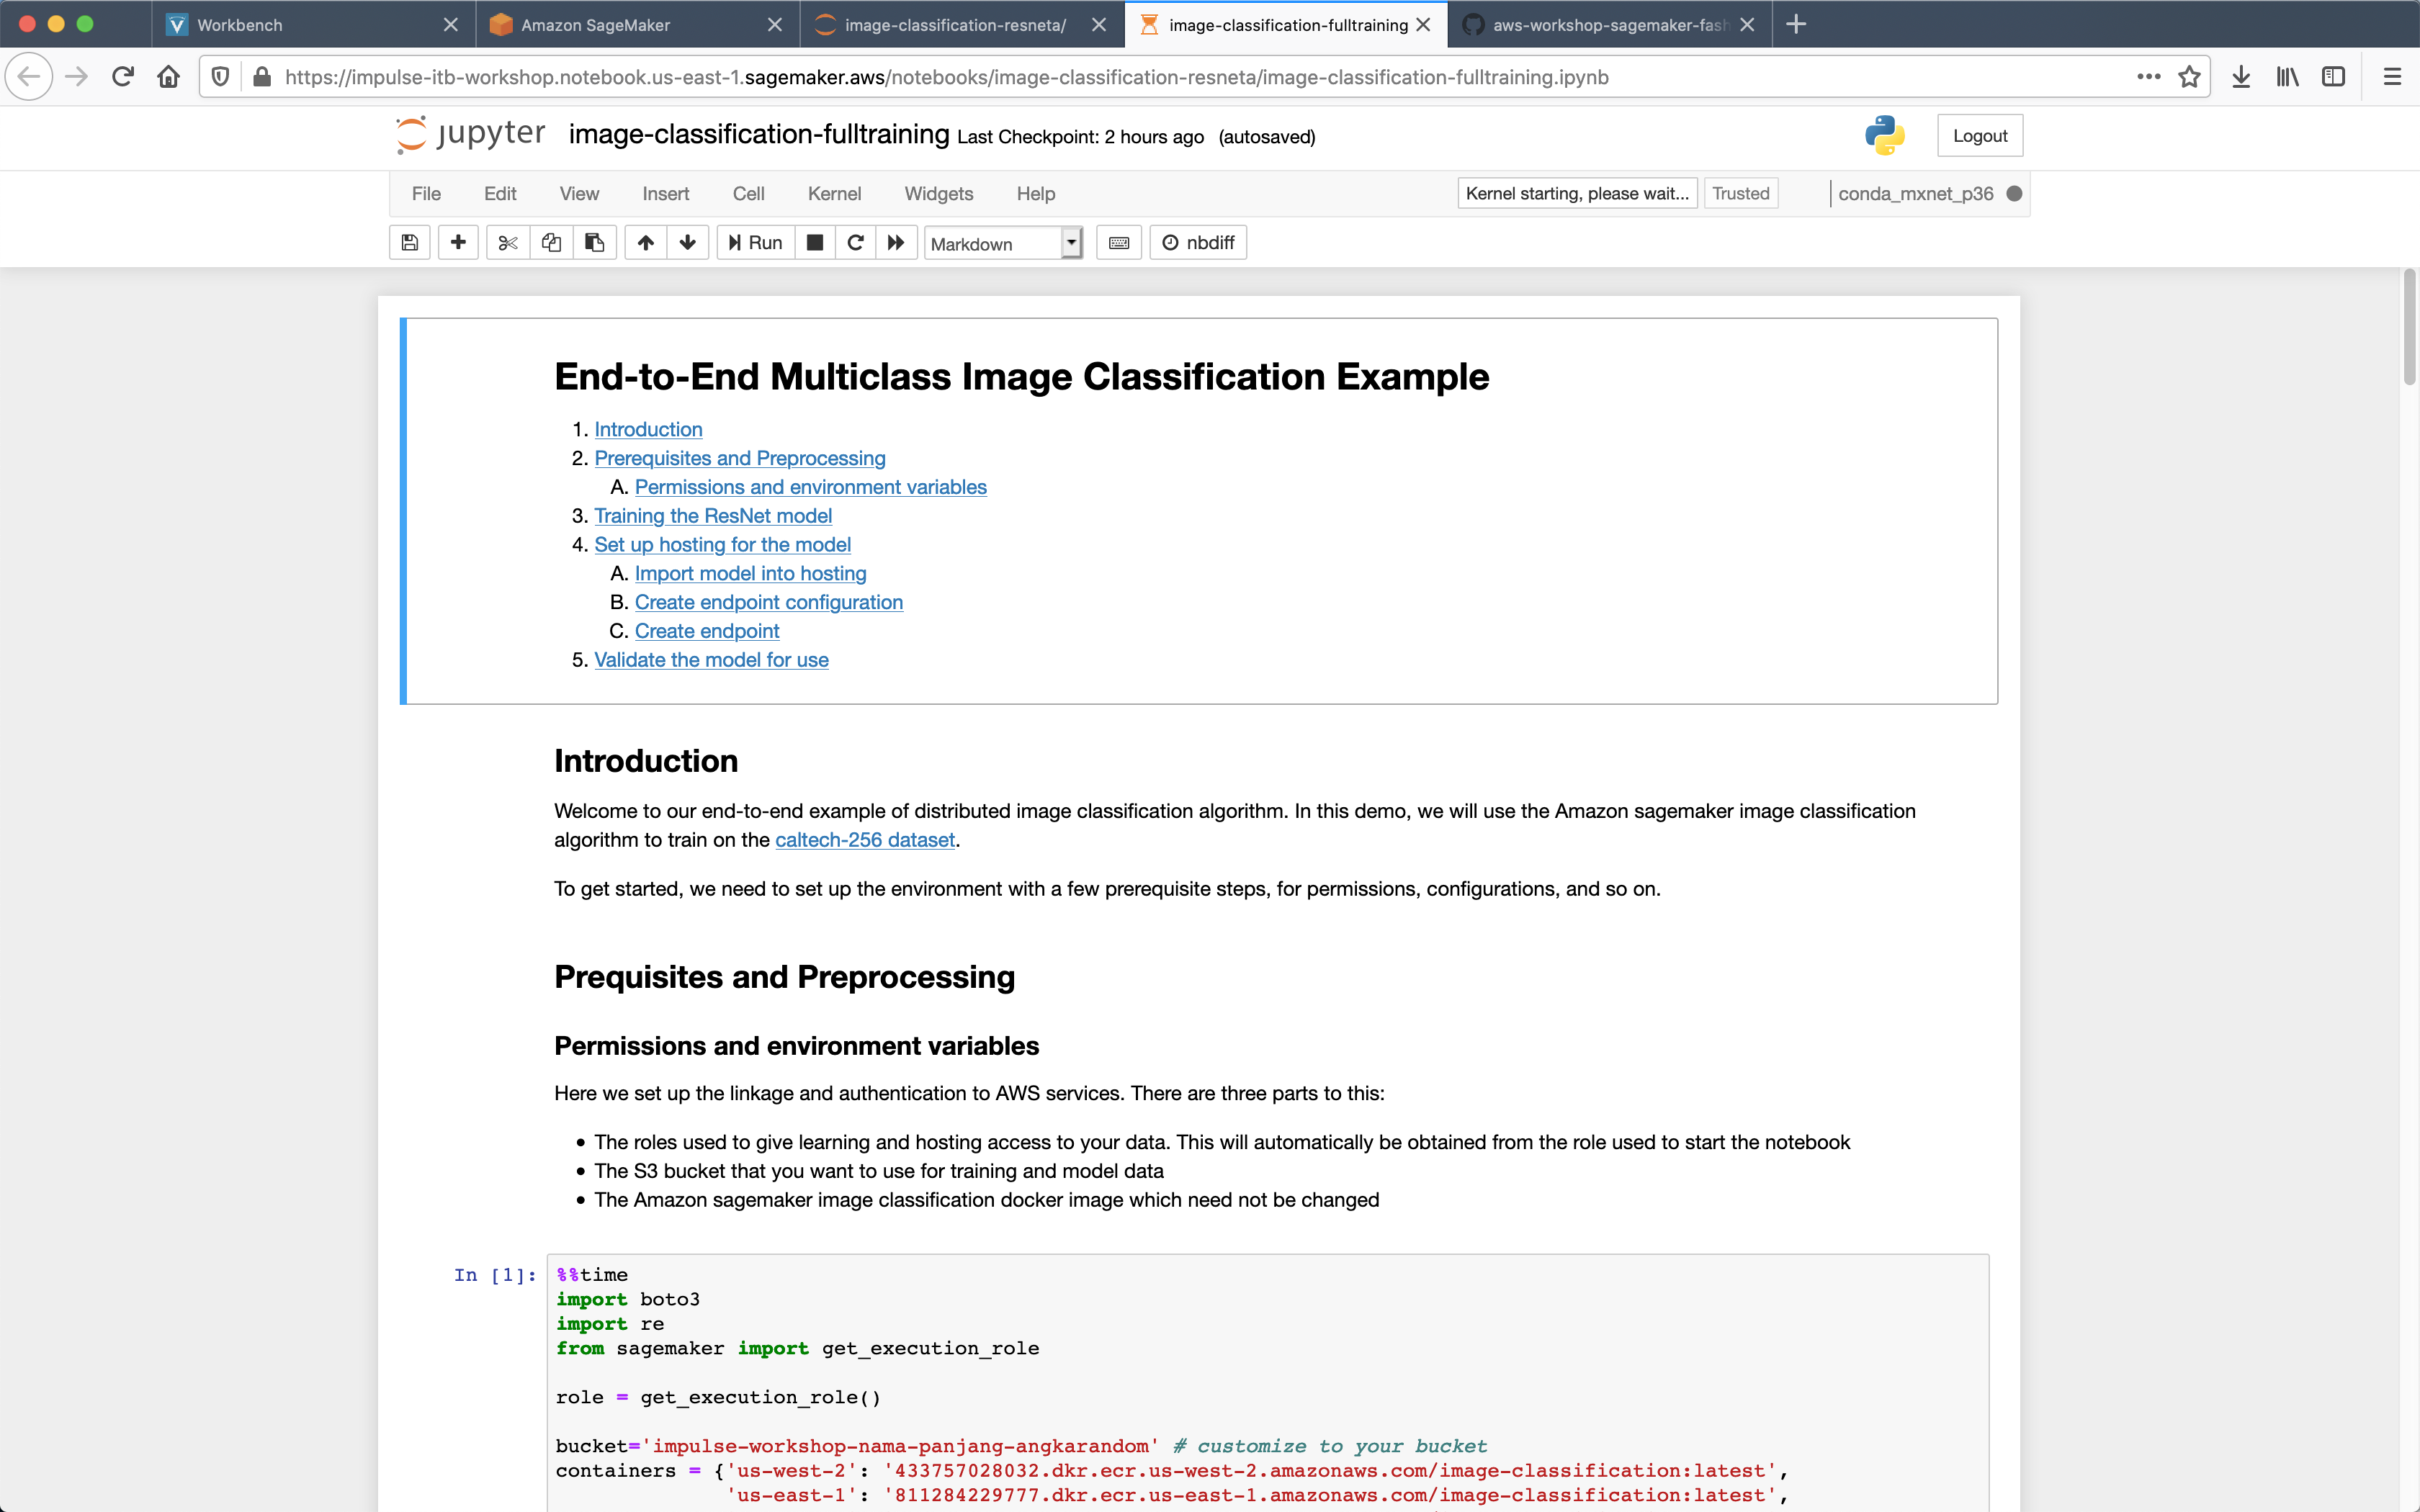 Workbench
Amazon SageMaker
image-classification-resneta/
image-classification-fulltraining
aws-workshop-sagemaker-fash
https://impulse-itb-workshop.notebook.us-east-1.sagemaker.aws/notebooks/image-classification-resneta/image-classification-fulltraining.ipynb
jupyter image-classification-fulltraining Last Checkpoint: 2 hours ago (autosaved)
Logout
File Edit View Insert Cell Kernel Widgets Help
Kernel starting, please wait... Trusted conda_mxnet_p36
Run Markdown nbdiff
End-to-End Multiclass Image Classification Example
1. Introduction
2. Prerequisites and Preprocessing
A. Permissions and environment variables
3. Training the ResNet model
4. Set up hosting for the model
A. Import model into hosting
B. Create endpoint configuration
C. Create endpoint
5. Validate the model for use
Introduction
Welcome to our end-to-end example of distributed image classification algorithm. In this demo, we will use the Amazon sagemaker image classification
algorithm to train on the caltech-256 dataset.
To get started, we need to set up the environment with a few prerequisite steps, for permissions, configurations, and so on.
Prequisites and Preprocessing
Permissions and environment variables
Here we set up the linkage and authentication to AWS services. There are three parts to this:
• The roles used to give learning and hosting access to your data. This will automatically be obtained from the role used to start the notebook
• The S3 bucket that you want to use for training and model data
• The Amazon sagemaker image classification docker image which need not be changed
In [1]: %%time
import boto3
import re
from sagemaker import get_execution_role
role = get_execution_role()
bucket='impulse-workshop-nama-panjang-angkarandom' # customize to your bucket
containers = {'us-west-2': '433757028032.dkr.ecr.us-west-2.amazonaws.com/image-classification:latest',
'us-east-1': '811284229777.dkr.ecr.us-east-1.amazonaws.com/image-classification:latest',